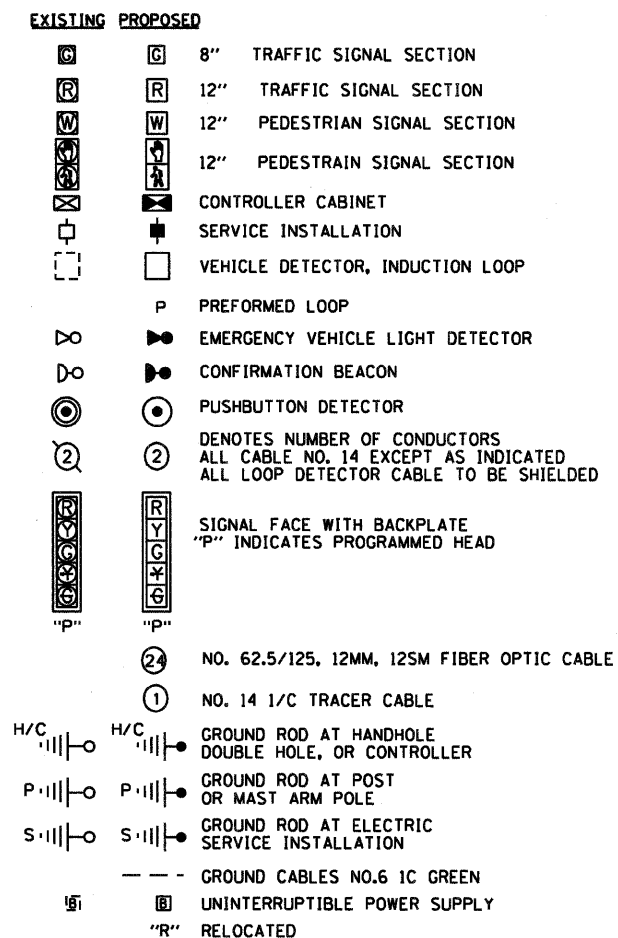 EXISTING PROPOSED
G G 8" TRAFFIC SIGNAL SECTION
R R 12" TRAFFIC SIGNAL SECTION
W W 12" PEDESTRIAN SIGNAL SECTION
12" PEDESTRAIN SIGNAL SECTION
CONTROLLER CABINET
SERVICE INSTALLATION
VEHICLE DETECTOR, INDUCTION LOOP
P PREFORMED LOOP
EMERGENCY VEHICLE LIGHT DETECTOR
CONFIRMATION BEACON
PUSHBUTTON DETECTOR
DENOTES NUMBER OF CONDUCTORS
2 2 ALL CABLE NO. 14 EXCEPT AS INDICATED
ALL LOOP DETECTOR CABLE TO BE SHIELDED
R R
Y Y SIGNAL FACE WITH BACKPLATE
G G "P" INDICATES PROGRAMMED HEAD
Y Y
G G
"P" "P"
24 NO. 62.5/125, 12MM, 12SM FIBER OPTIC CABLE
1 NO. 14 1/C TRACER CABLE
H/C H/C GROUND ROD AT HANDHOLE
DOUBLE HOLE, OR CONTROLLER
P P GROUND ROD AT POST
OR MAST ARM POLE
S S GROUND ROD AT ELECTRIC
SERVICE INSTALLATION
GROUND CABLES NO.6 1C GREEN
B B UNINTERRUPTIBLE POWER SUPPLY
"R" RELOCATED